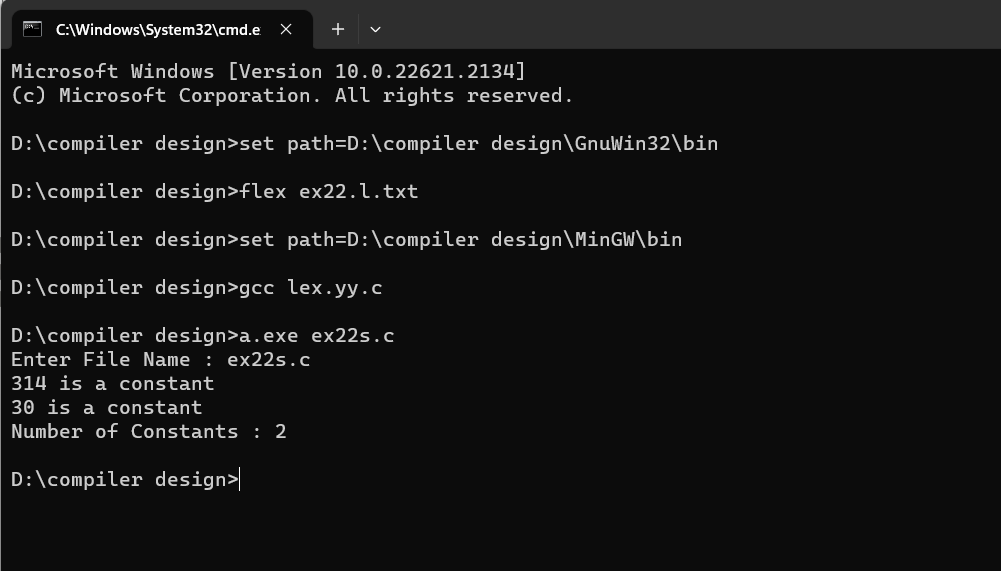 C:\Windows\System32\cmd.e
Microsoft Windows [Version 10.0.22621.2134]
(c) Microsoft Corporation. All rights reserved.
D:\compiler design>set path=D:\compiler design\GnuWin32\bin
D:\compiler design>flex ex22.l.txt
D:\compiler design>set path=D:\compiler design\MinGW\bin
D:\compiler design>gcc lex.yy.c
D:\compiler design>a.exe ex22s.c
Enter File Name : ex22s.c
314 is a constant
30 is a constant
Number of Constants : 2
D:\compiler design>